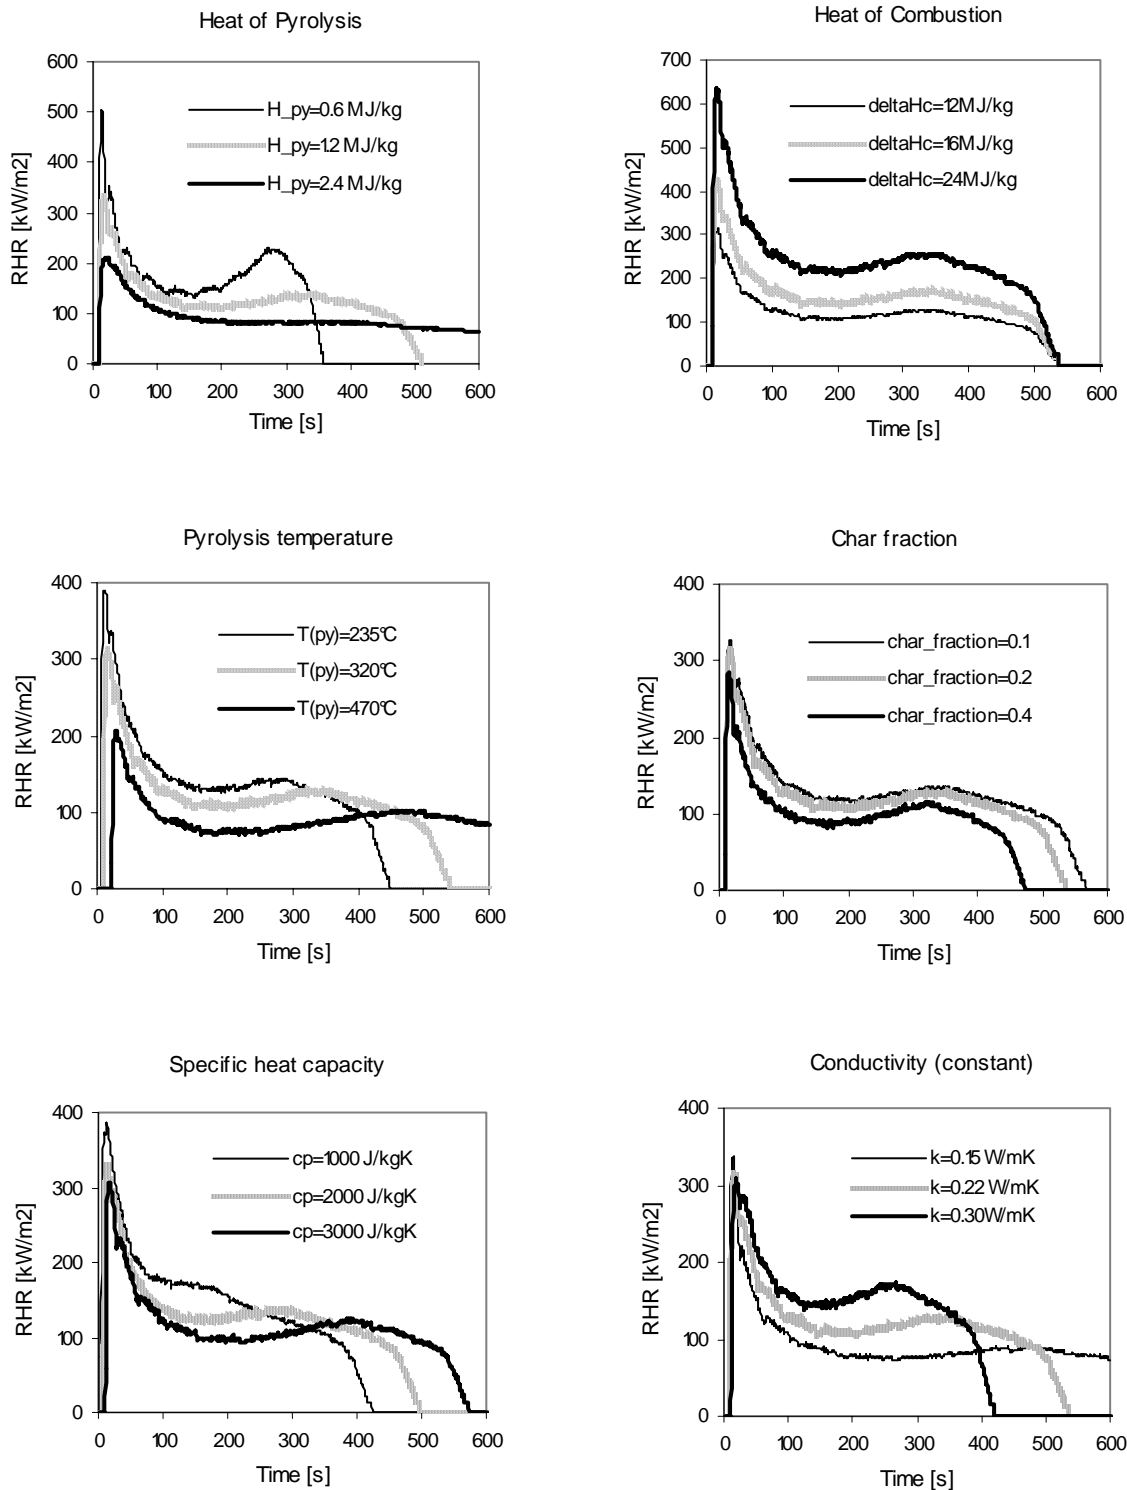 Heat of Pyrolysis
600
500
400
300
200
100
0
RHR [kW/m2]
H_py=0.6 MJ/kg
H_py=1.2 MJ/kg
H_py=2.4 MJ/kg
0 100 200 300 400 500 600
Time [s]
Heat of Combustion
700
600
500
400
300
200
100
0
RHR [kW/m2]
deltaHc=12MJ/kg
deltaHc=16MJ/kg
deltaHc=24MJ/kg
0 100 200 300 400 500 600
Time [s]
Pyrolysis temperature
400
300
200
100
0
RHR [kW/m2]
T(py)=235°C
T(py)=320°C
T(py)=470°C
0 100 200 300 400 500 600
Time [s]
Char fraction
400
300
200
100
0
RHR [kW/m2]
char_fraction=0.1
char_fraction=0.2
char_fraction=0.4
0 100 200 300 400 500 600
Time [s]
Specific heat capacity
400
300
200
100
0
RHR [kW/m2]
cp=1000 J/kgK
cp=2000 J/kgK
cp=3000 J/kgK
0 100 200 300 400 500 600
Time [s]
Conductivity (constant)
400
300
200
100
0
RHR [kW/m2]
k=0.15 W/mK
k=0.22 W/mK
k=0.30W/mK
0 100 200 300 400 500 600
Time [s]